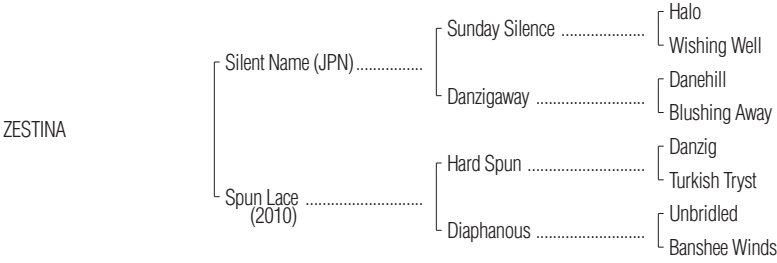 Halo
Sunday Silence ....................
Wishing Well
Silent Name (JPN) ................
Danehill
Danzigaway ..........................
Blushing Away
ZESTINA
Danzig
Hard Spun ............................
Turkish Tryst
Spun Lace ............................
(2010)
Unbridled
Diaphanous ..........................
Banshee Winds